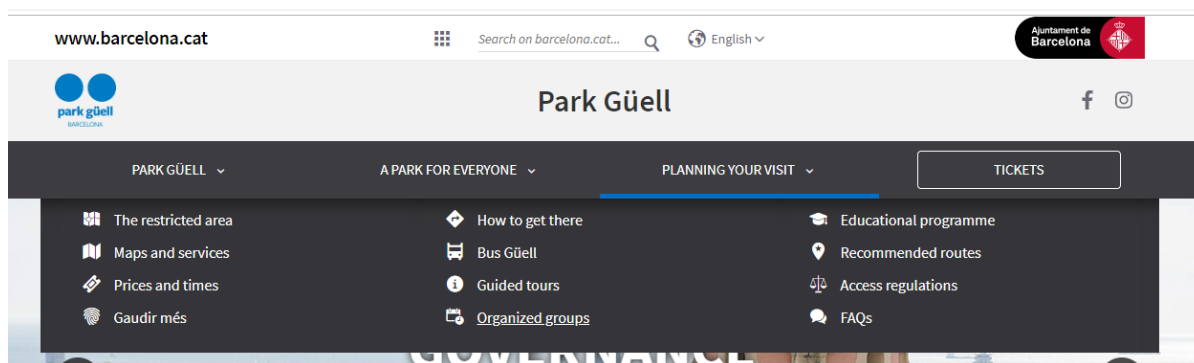 www.barcelona.cat
Search on barcelona.cat...
English
Ajuntament de
Barcelona
park güell
BARCELONA
Park Güell
PARK GÜELL
A PARK FOR EVERYONE
PLANNING YOUR VISIT
TICKETS
The restricted area
How to get there
Educational programme
Maps and services
Bus Güell
Recommended routes
Prices and times
Guided tours
Access regulations
Gaudir més
Organized groups
FAQs
GOVERNANCE